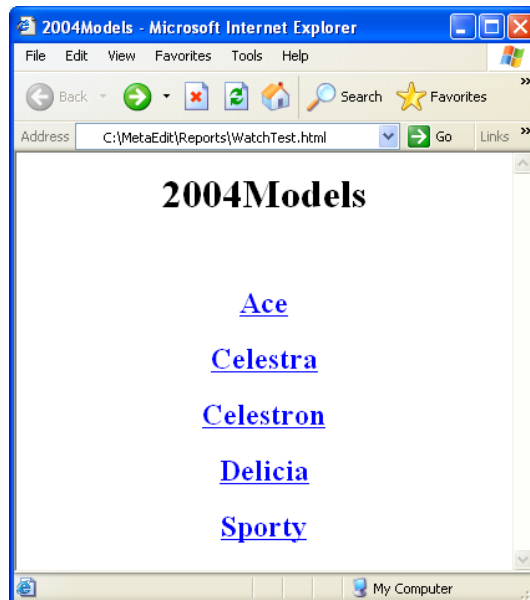 2004Models - Microsoft Internet Explorer
File Edit View Favorites Tools Help
Back Search Favorites »
Address C:\MetaEdit\Reports\WatchTest.html Go Links »
2004Models
Ace
Celestra
Celestron
Delicia
Sporty
My Computer